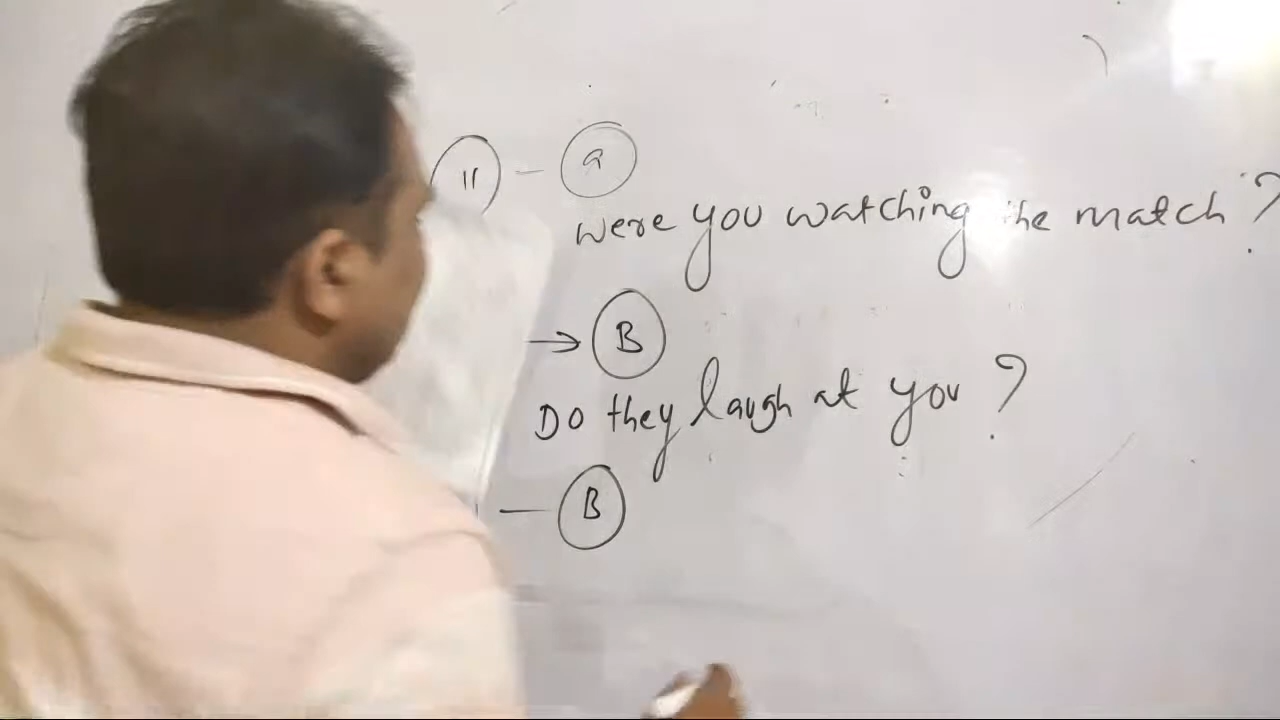 11 - a
Were you watching the match ?
→ B
Do they laugh at you ?
- B